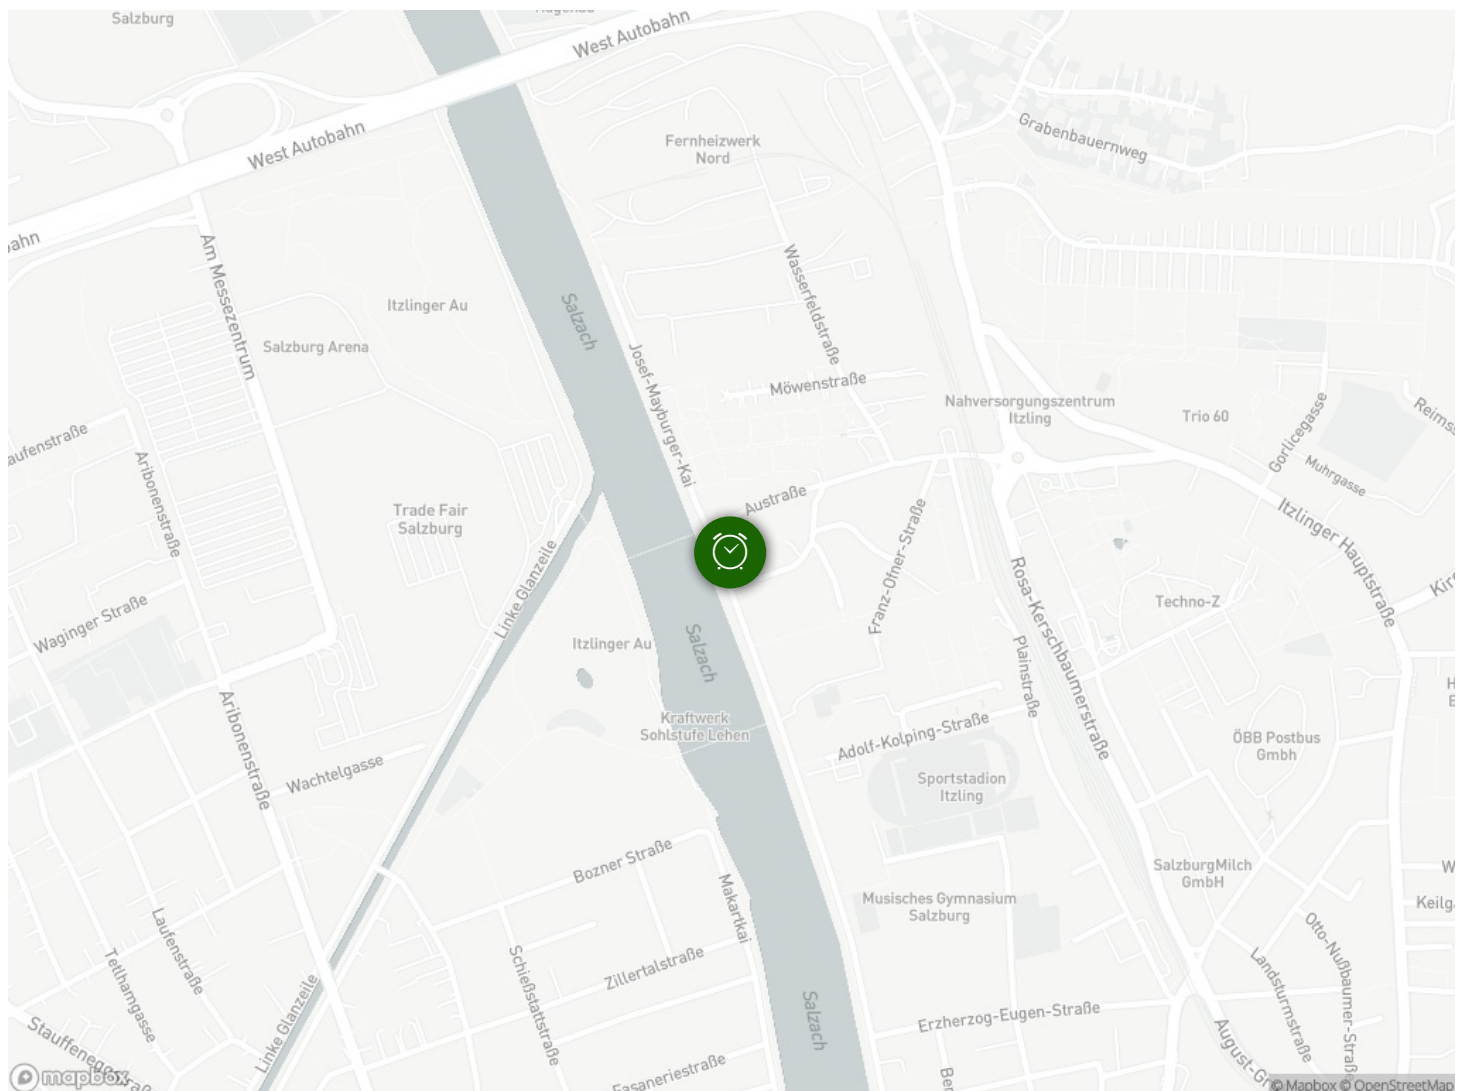 Salzburg
West Autobahn
West Autobahn
Fernheizwerk
Nord
Grabenbauernweg
Am Messezentrum
Itzlinger Au
Salzburg Arena
Salzach
Josef-Mayburger-Kai
Wasserfeldstraße
Möwenstraße
Nahversorgungszentrum
Itzling
Trio 60
Görlicegasse
Muhrgasse
Aribonenstraße
Trade Fair
Salzburg
Austraße
Itzlinger Hauptstraße
Linke Glanzeile
Franz-Ofner-Straße
Rosa-Kerschbaumerstraße
Techno-Z
Waginger Straße
Itzlinger Au
Salzach
Plainstraße
Aribonenstraße
Kraftwerk
Sohlstufe Lehen
Adolf-Kolping-Straße
ÖBB Postbus
Gmbh
Wachtelgasse
Sportstadion
Itzling
Bozner Straße
SalzburgMilch
GmbH
Makartkai
Musisches Gymnasium
Salzburg
Laufenstraße
Tetlhamgasse
Schießstattstraße
Zillertalstraße
Otto-Nußbaumer-Straße
Landsturmstraße
Linke Glanzeile
Salzach
Erzherzog-Eugen-Straße
Fasaneriestraße
mapbox
© Mapbox © OpenStreetMap